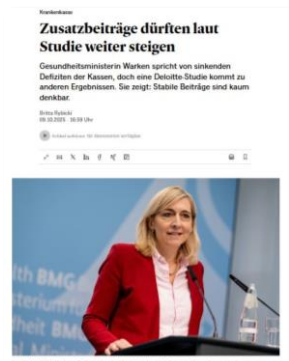 Krankenkasse
Zusatzbeiträge dürften laut
Studie weiter steigen
Gesundheitsministerin Warken spricht von sinkenden
Defiziten der Kassen, doch eine Deloitte-Studie kommt zu
anderen Ergebnissen. Sie zeigt: Stabile Beiträge sind kaum
denkbar.
Britta Rybicki
Uhr
BMG